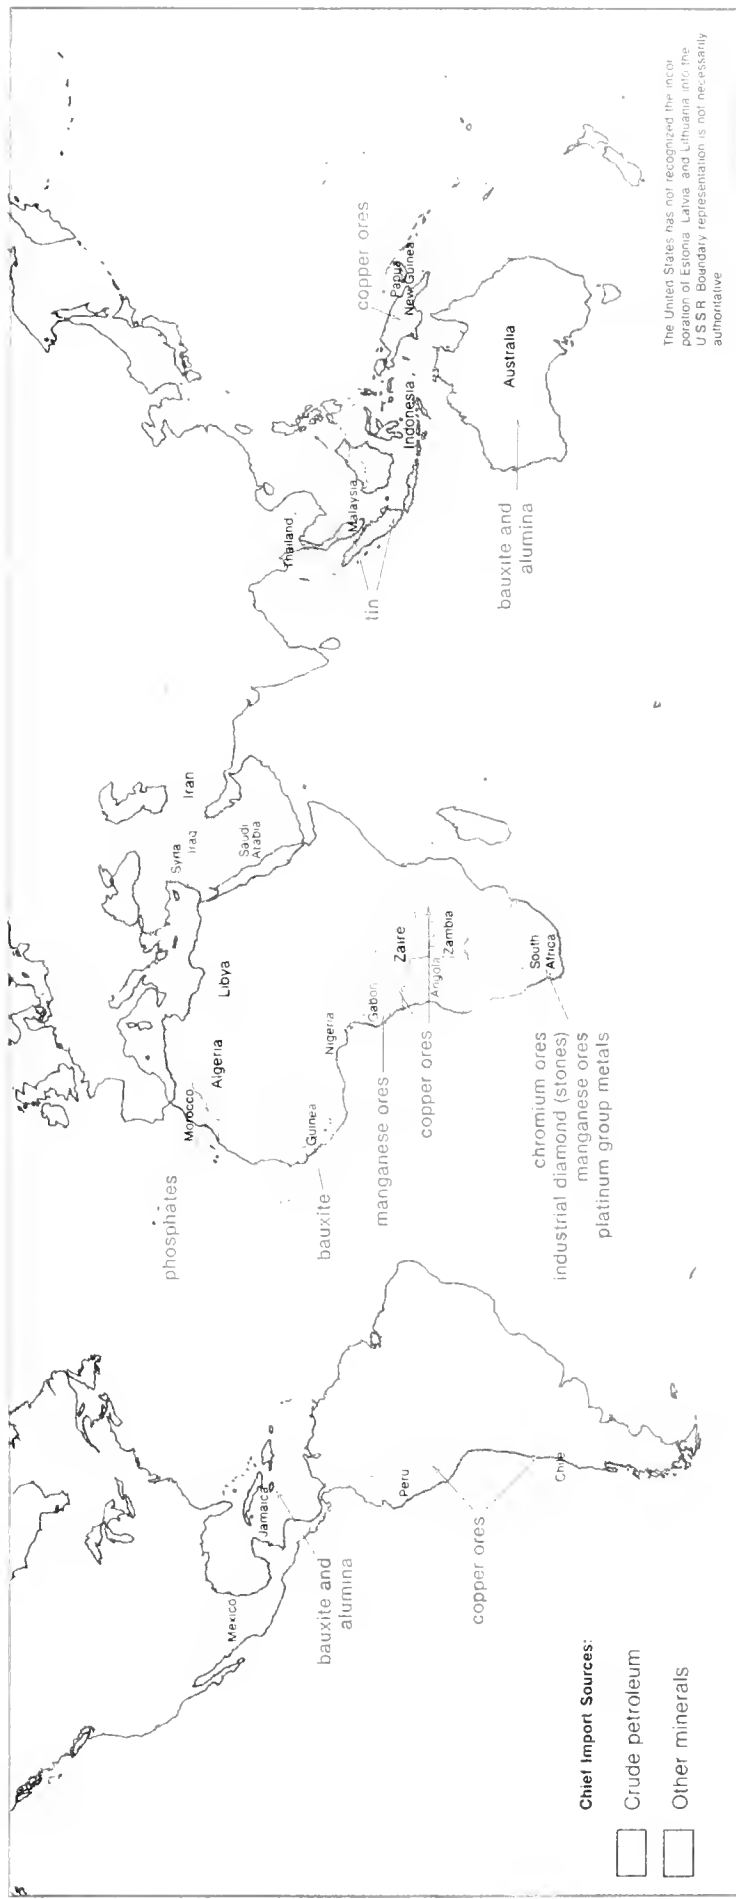 Mexico
Jamaica
bauxite and
alumina
Peru
copper ores
Chile
Chief Import Sources:
Crude petroleum
Other minerals
phosphates
Morocco
Algeria
Libya
Syria
Iraq
Iran
Saudi
Arabia
Guinea
bauxite
Nigeria
Gabon
manganese ores
Zaire
Angola
Zambia
copper ores
South
Africa
chromium ores
industrial diamond (stones)
manganese ores
platinum group metals
Thailand
Malaysia
tin
Indonesia
copper ores
Papua
New Guinea
Australia
bauxite and
alumina
The United States has not recognized the incor
poration of Estonia Latvia and Lithuania into the
U S S R Boundary representation is not necessarily
authoritative